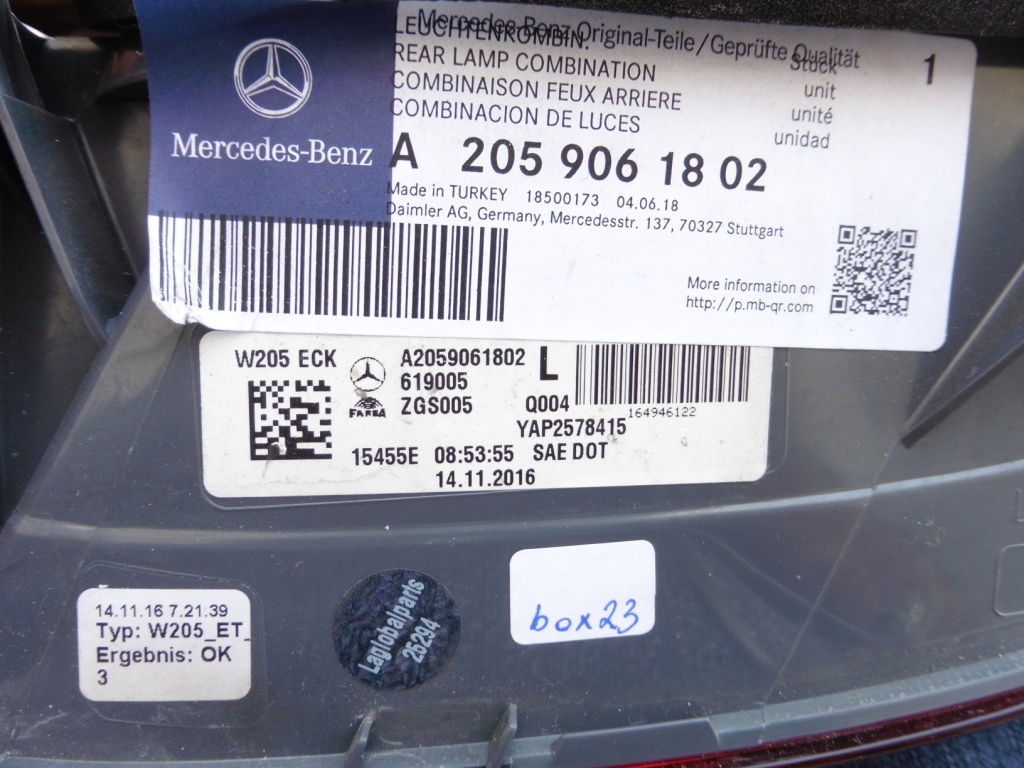 Mercedes-Benz Original-Teile/Geprüfte Qualität
LEUCHTENKOMBIN. Stück 1
REAR LAMP COMBINATION unit
COMBINAISON FEUX ARRIERE unité
COMBINACION DE LUCES unidad
Mercedes-Benz
A 205 906 18 02
Made in TURKEY 18500173 04.06.18
Daimler AG, Germany, Mercedesstr. 137, 70327 Stuttgart
More information on
http://p.mb-qr.com
W205 ECK A2059061802 L
619005
ZGS005 Q004 164946122
YAP2578415
15455E 08:53:55 SAE DOT
14.11.2016
14.11.16 7.21.39
Typ: W205_ET_
Ergebnis: OK
3
Laglobalparts
25294
box23